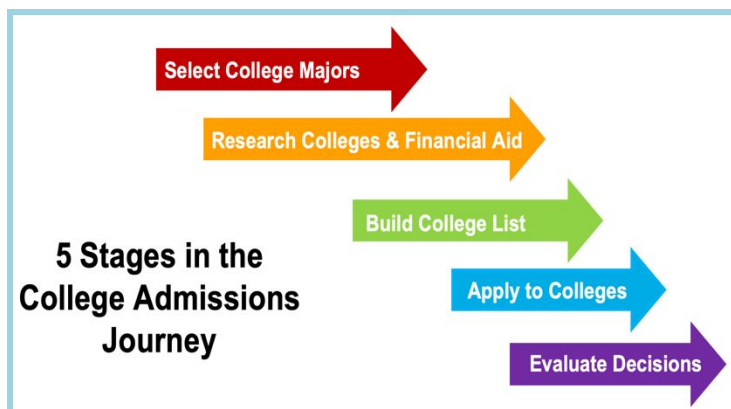 Select College Majors
Research Colleges & Financial Aid
Build College List
Apply to Colleges
Evaluate Decisions
5 Stages in the
College Admissions
Journey